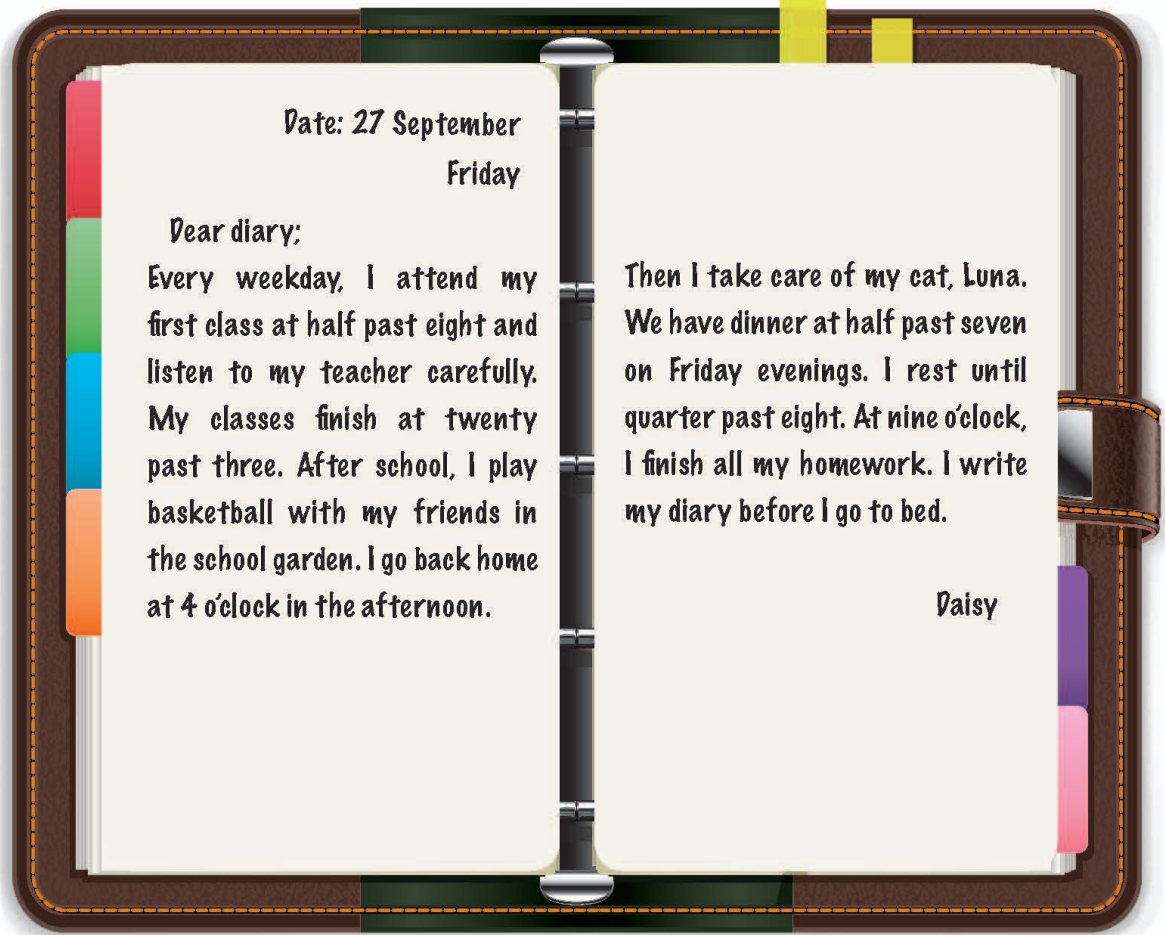 Date: 27 September
Friday
Dear diary;
Every weekday, I attend my
first class at half past eight and
listen to my teacher carefully.
My classes finish at twenty
past three. After school, I play
basketball with my friends in
the school garden. I go back home
at 4 o'clock in the afternoon.
Then I take care of my cat, Luna.
We have dinner at half past seven
on Friday evenings. I rest until
quarter past eight. At nine o'clock,
I finish all my homework. I write
my diary before I go to bed.
Daisy